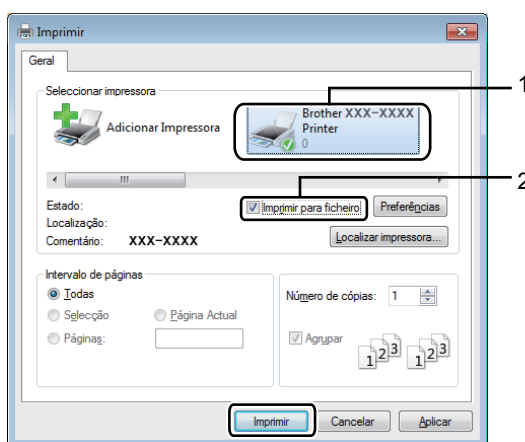 Imprimir
Geral
Seleccionar impressora
Adicionar Impressora
Brother XXX-XXXX
Printer
0
1
2
Estado:
Imprimir para ficheiro
Preferências
Localização:
Comentário: XXX-XXXX
Localizar impressora...
Intervalo de páginas
Todas
Selecção
Página Actual
Páginas:
Número de cópias: 1
Agrupar
1 2 3
1 2 3
Imprimir
Cancelar
Aplicar